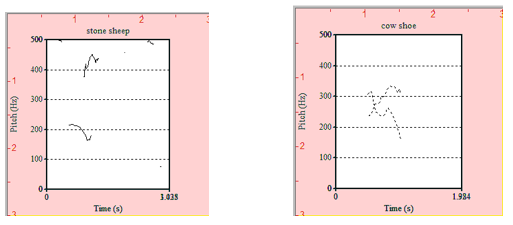 1 2 3
stone sheep
500
400
300
200
100
0
Pitch (Hz)
-1
-2
-3
0
Time (s)
1 2 3
cow shoe
500
400
300
200
100
0
Pitch (Hz)
-1
-2
-3
0 1.984
Time (s)